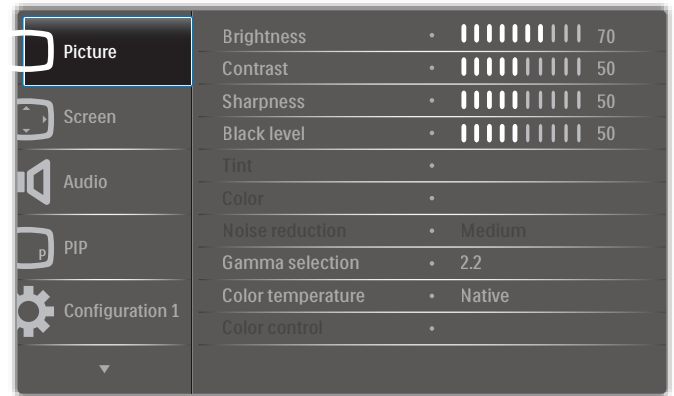 Picture
Screen
Audio
P
PIP
Configuration 1
Brightness • 70
Contrast • 50
Sharpness • 50
Black level • 50
Tint •
Color •
Noise reduction • Medium
Gamma selection • 2.2
Color temperature • Native
Color control •